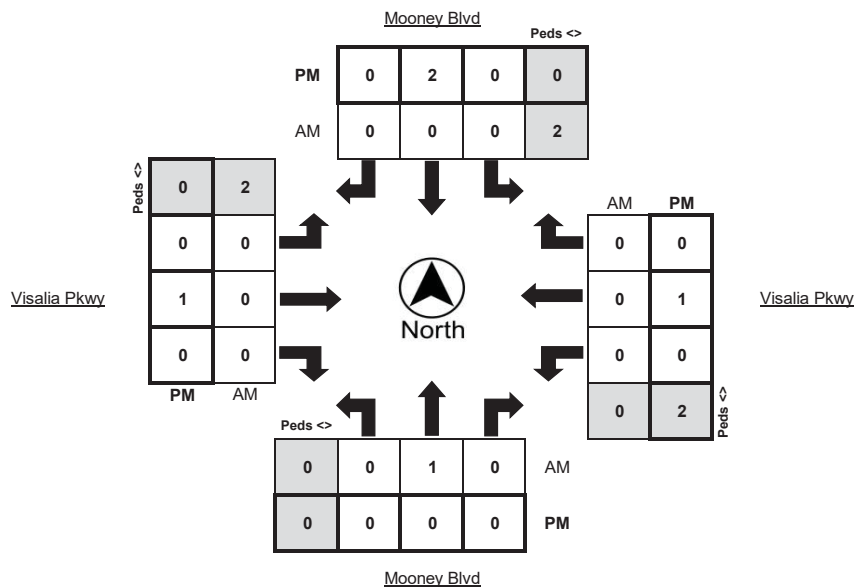 Mooney Blvd
Peds <>
PM 0 2 0 0
AM 0 0 0 2
Peds <> 0 2
0 0
1 0
0 0
PM AM
Visalia Pkwy
North
AM PM
0 0
0 1
0 0
0 2 Peds <>
Visalia Pkwy
Peds <>
0 0 1 0 AM
0 0 0 0 PM
Mooney Blvd